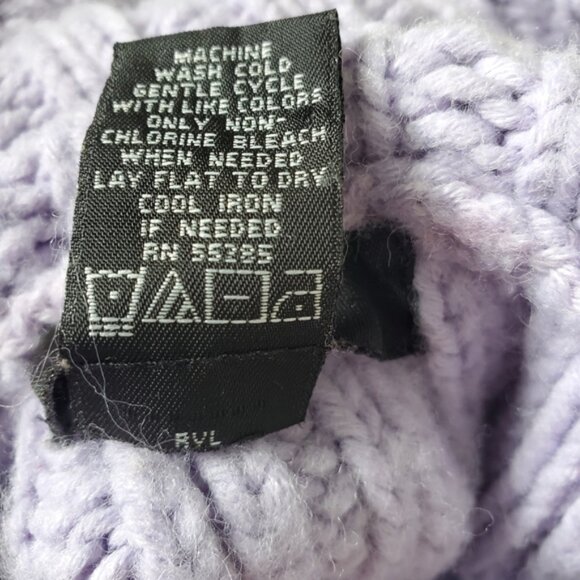 MACHINE
WASH COLD
GENTLE CYCLE
WITH LIKE COLORS
ONLY NON-
CHLORINE BLEACH
WHEN NEEDED
LAY FLAT TO DRY
COOL IRON
IF NEEDED
RN 55285
RVL